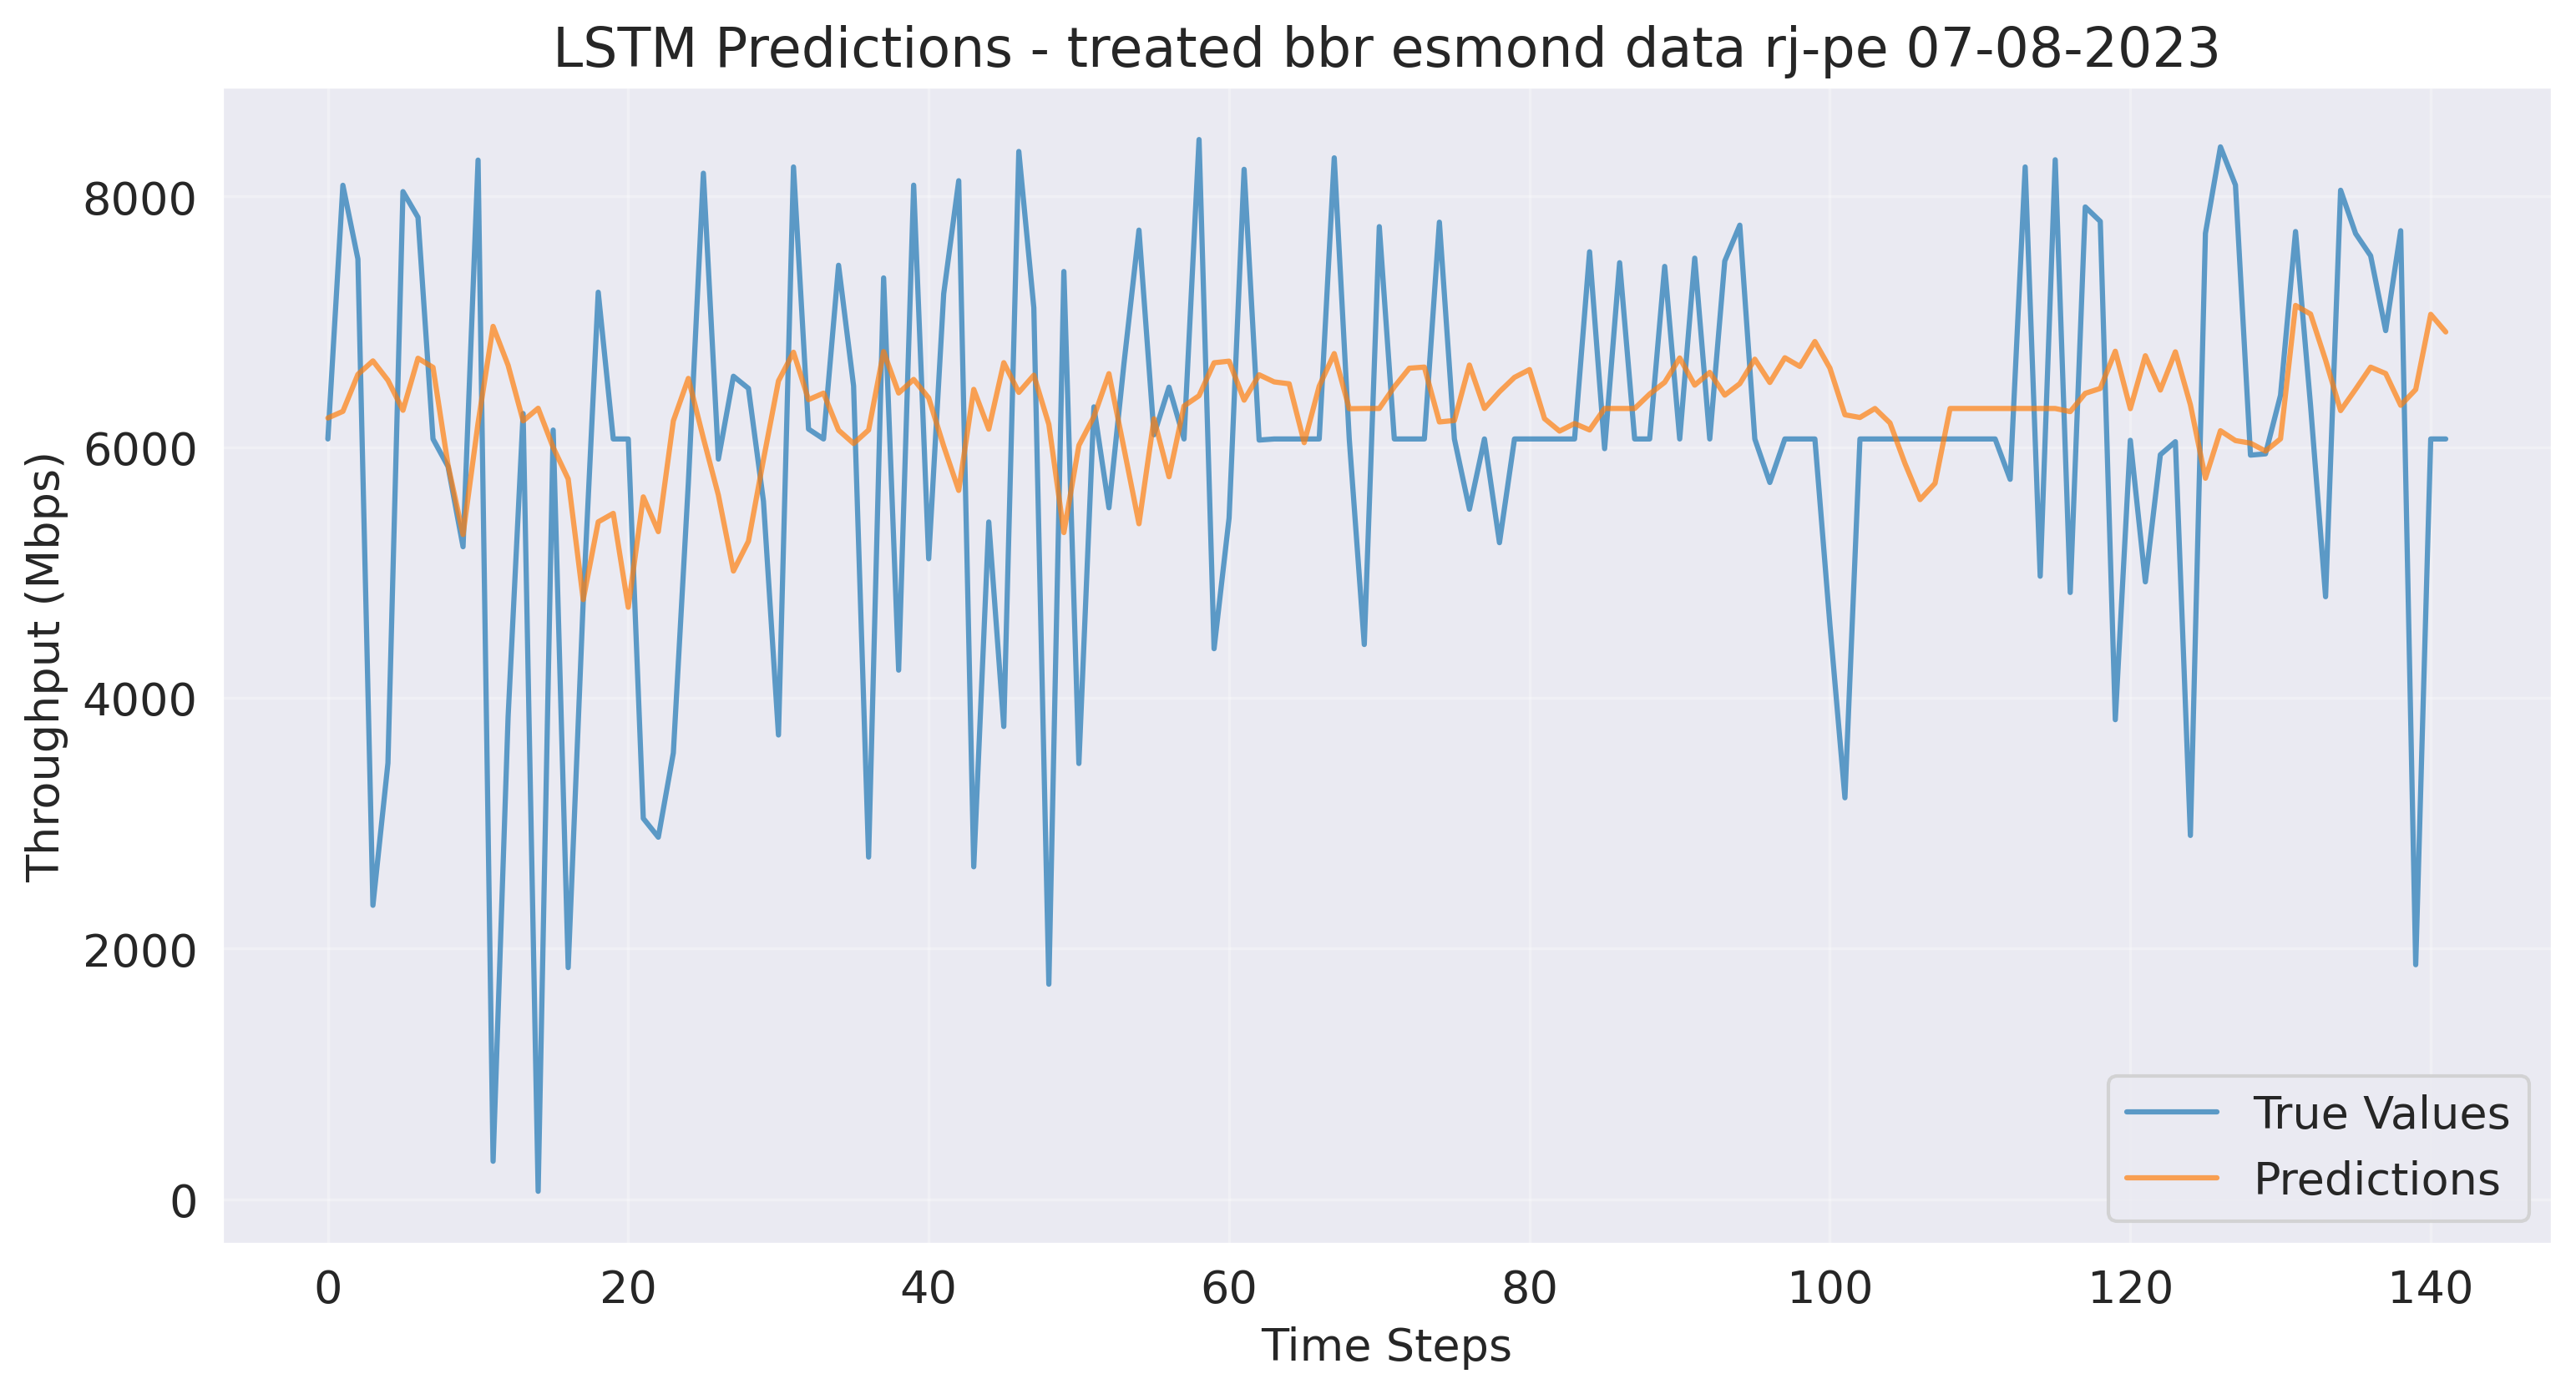 LSTM Predictions - treated bbr esmond data rj-pe 07-08-2023
Throughput (Mbps)
8000
6000
4000
2000
0
0 20 40 60 80 100 120 140
Time Steps
True Values
Predictions